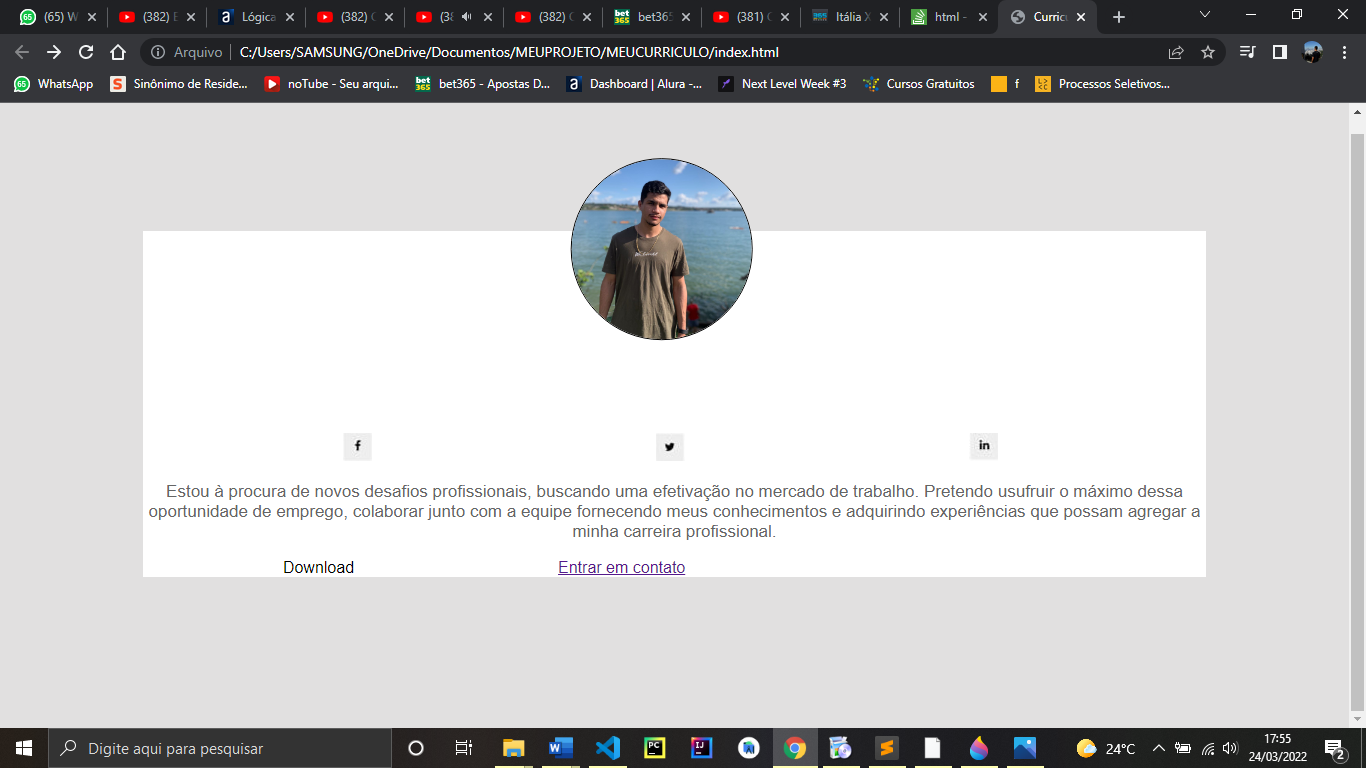 (65) W
(382) E
Lógica
(382) C
(38
(382) C
bet365
(381) C
Itália X
html -
Curric
Arquivo
C:/Users/SAMSUNG/OneDrive/Documentos/MEUPROJETO/MEUCURRICULO/index.html
WhatsApp
Sinônimo de Reside...
noTube - Seu arqui...
bet365 - Apostas D...
Dashboard | Alura -...
Next Level Week #3
Cursos Gratuitos
f
Processos Seletivos...
Estou à procura de novos desafios profissionais, buscando uma efetivação no mercado de trabalho. Pretendo usufruir o máximo dessa
oportunidade de emprego, colaborar junto com a equipe fornecendo meus conhecimentos e adquirindo experiências que possam agregar a
minha carreira profissional.
Download
Entrar em contato
Digite aqui para pesquisar
24°C
17:55
24/03/2022
2